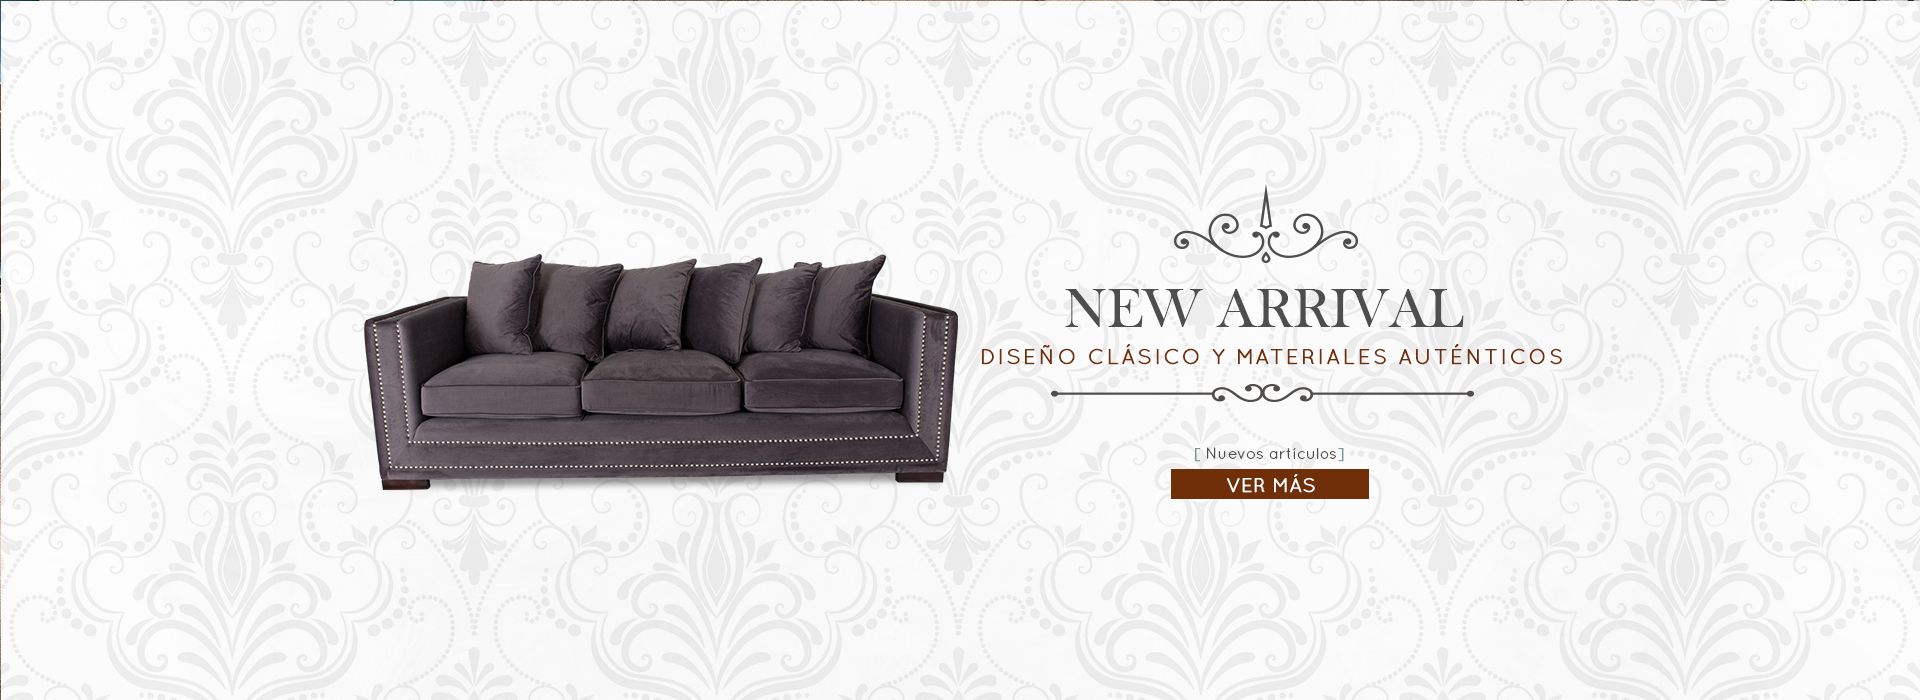 NEW ARRIVAL
DISEÑO CLÁSICO Y MATERIALES AUTÉNTICOS
[ Nuevos artículos]
VER MÁS